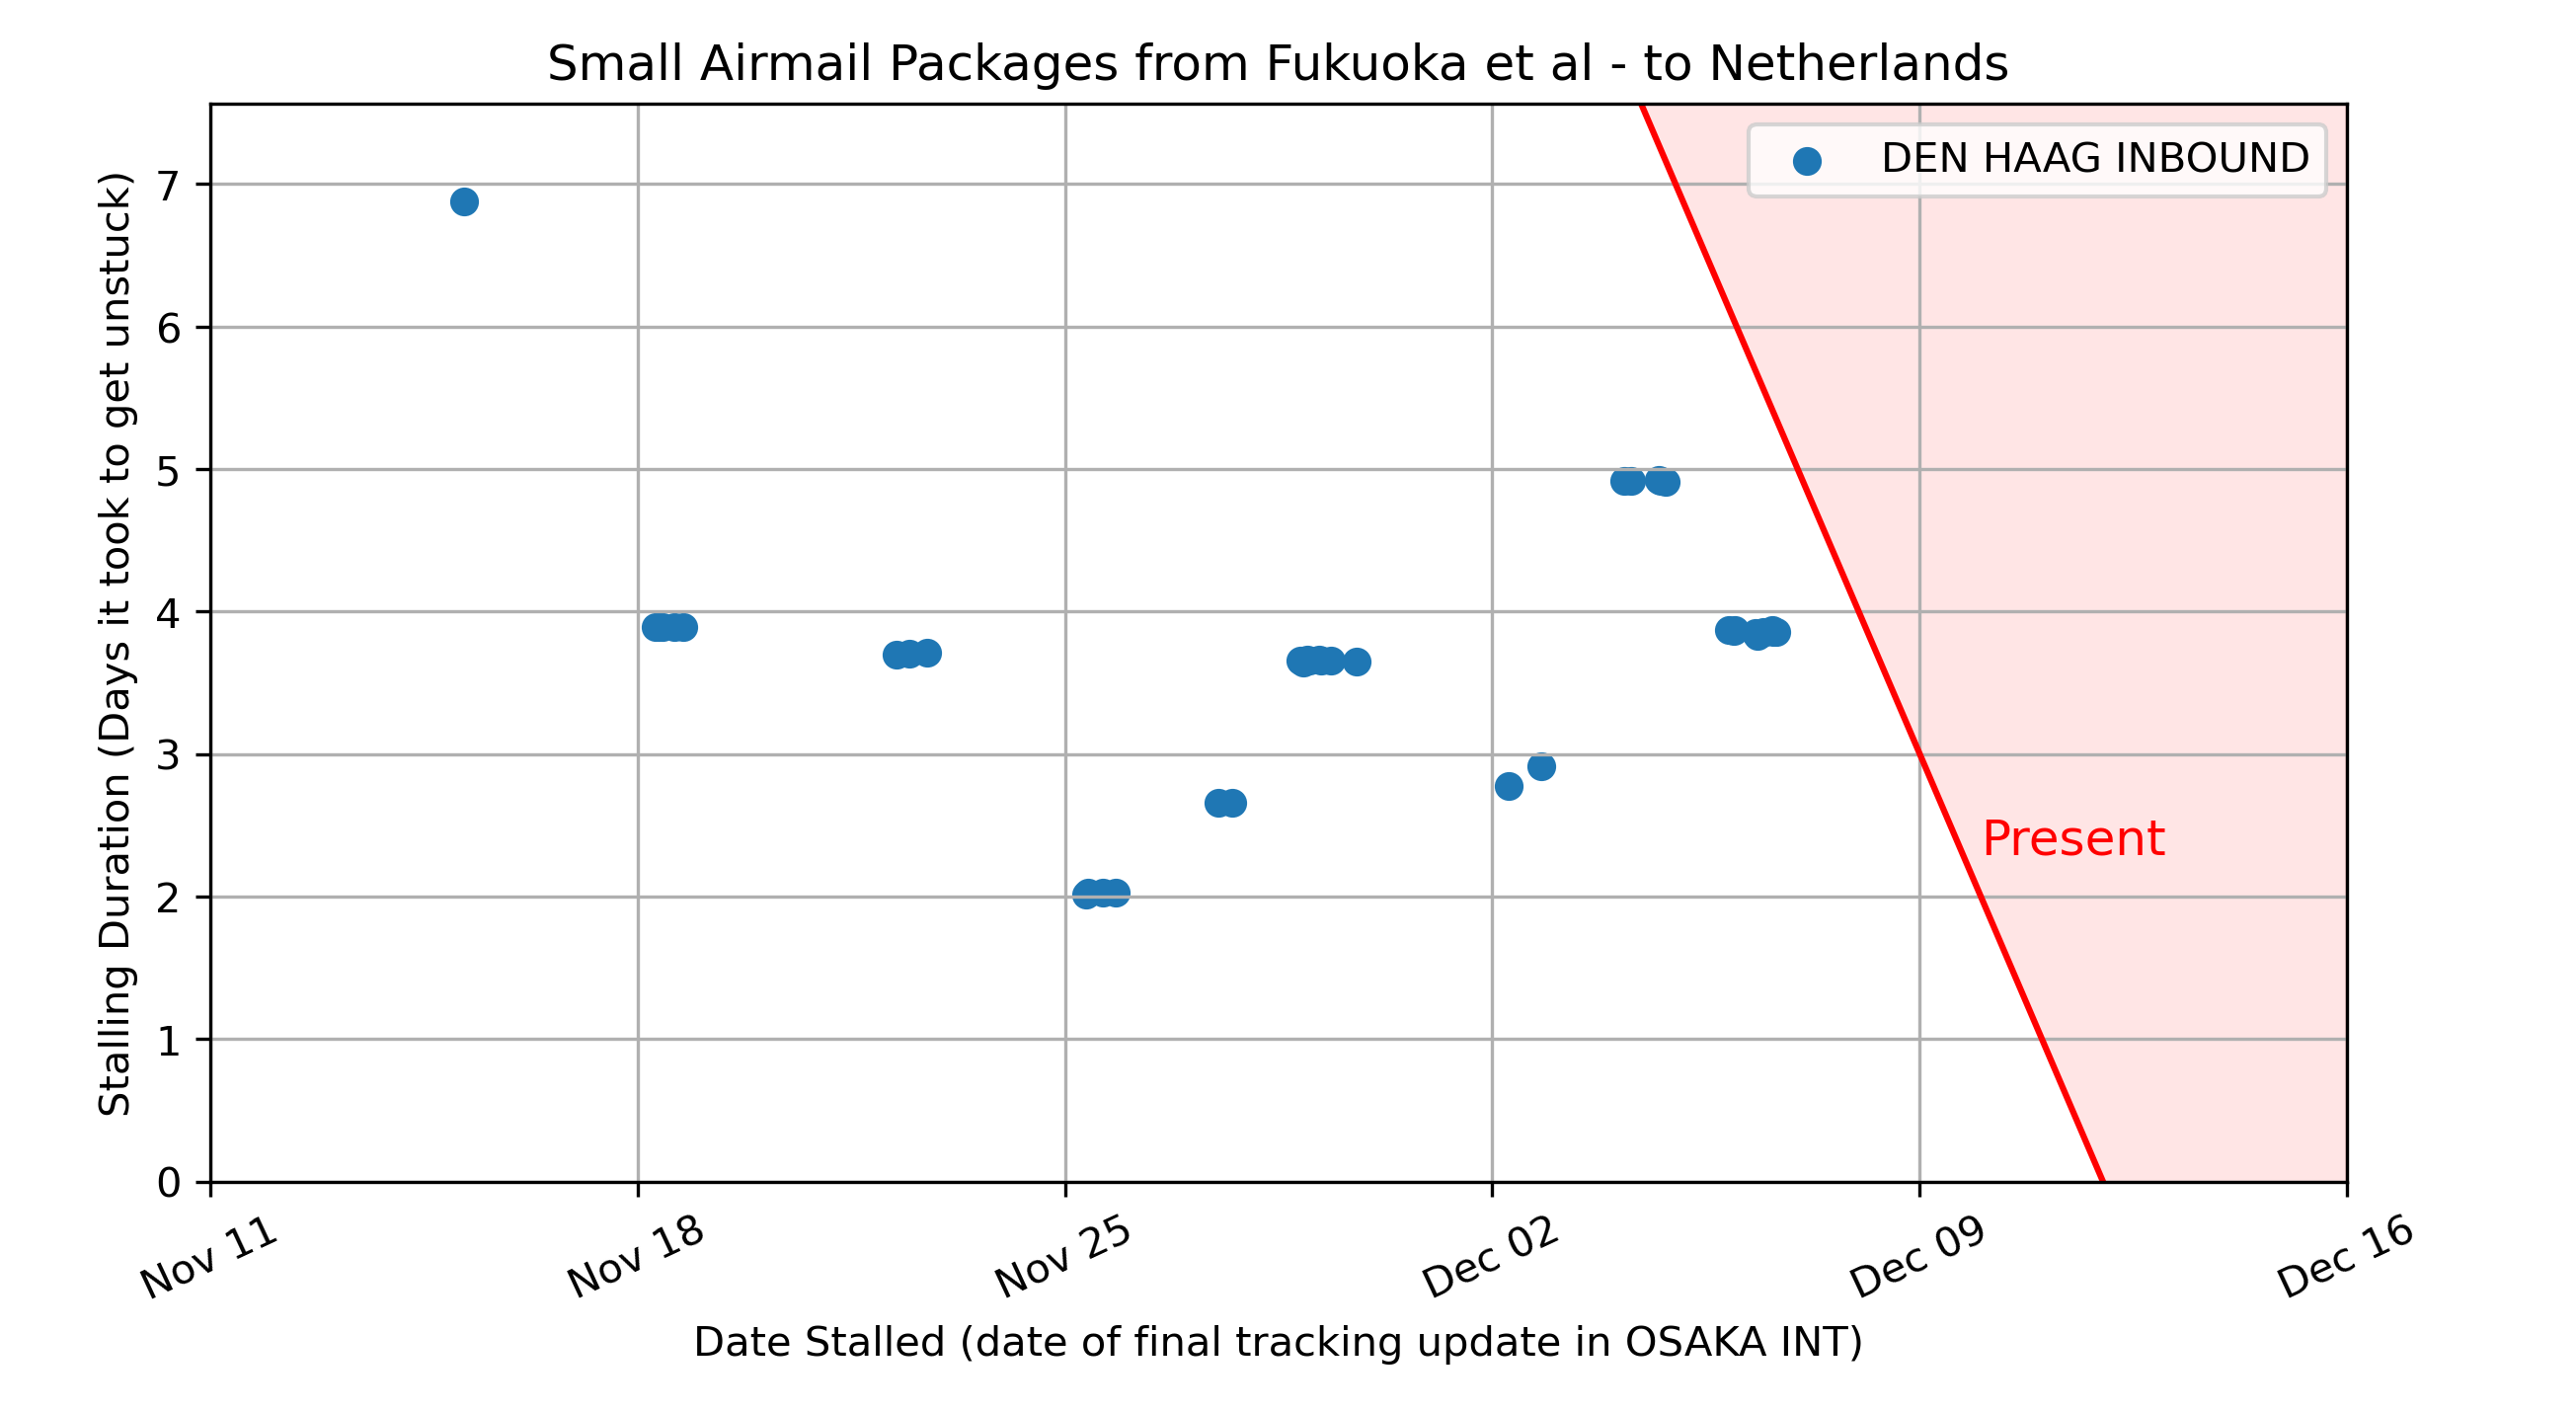 Small Airmail Packages from Fukuoka et al - to Netherlands
DEN HAAG INBOUND
Stalling Duration (Days it took to get unstuck)
7
6
5
4
3
2
1
0
Present
Nov 11
Nov 18
Nov 25
Dec 02
Dec 09
Dec 16
Date Stalled (date of final tracking update in OSAKA INT)